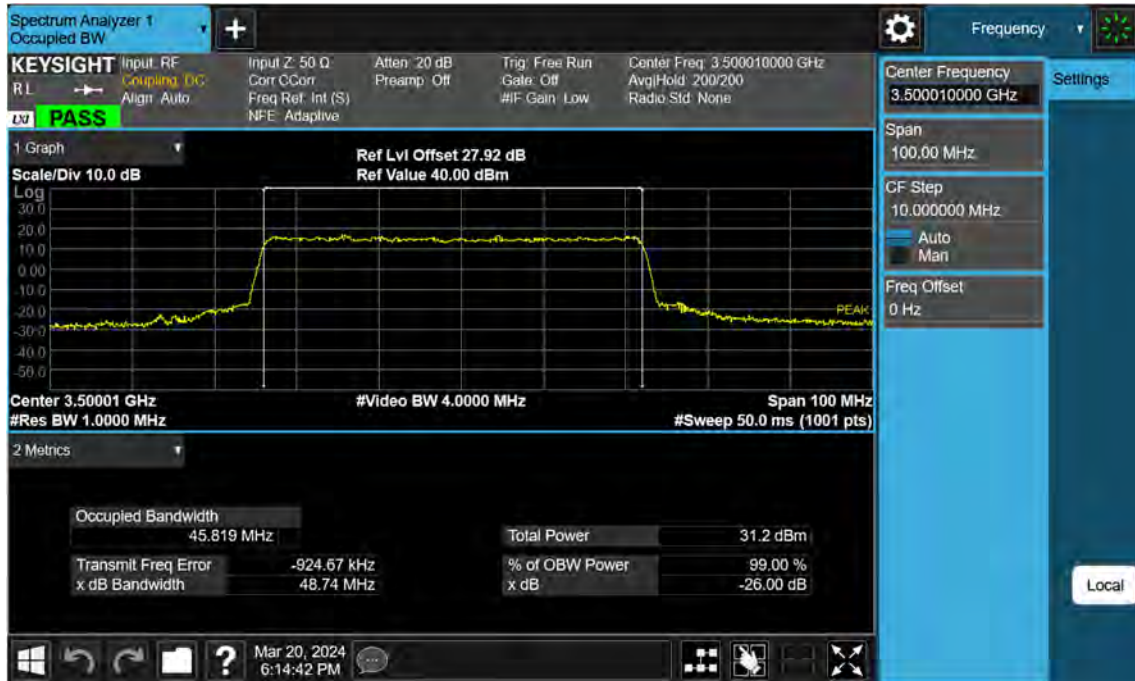 Spectrum Analyzer 1
Occupied BW
Frequency
KEYSIGHT
R L
LXI PASS
Input: RF
Coupling: DC
Align: Auto
Input Z: 50 Ω
Corr CCorr
Freq Ref: Int (S)
NFE: Adaptive
Atten: 20 dB
Preamp: Off
Trig: Free Run
Gate: Off
#IF Gain: Low
Center Freq: 3.500010000 GHz
Avg|Hold: 200/200
Radio Std: None
Center Frequency
3.500010000 GHz
Settings
Span
100.00 MHz
CF Step
10.000000 MHz
Auto
Man
Freq Offset
0 Hz
1 Graph
Scale/Div 10.0 dB
Ref Lvl Offset 27.92 dB
Ref Value 40.00 dBm
Log
30.0
20.0
10.0
0.00
-10.0
-20.0
-30.0
-40.0
-50.0
PEAK
Center 3.50001 GHz
#Video BW 4.0000 MHz
Span 100 MHz
#Res BW 1.0000 MHz
#Sweep 50.0 ms (1001 pts)
2 Metrics
Occupied Bandwidth
45.819 MHz
Total Power 31.2 dBm
Transmit Freq Error -924.67 kHz
% of OBW Power 99.00 %
x dB Bandwidth 48.74 MHz
x dB -26.00 dB
Local
?
Mar 20, 2024
6:14:42 PM